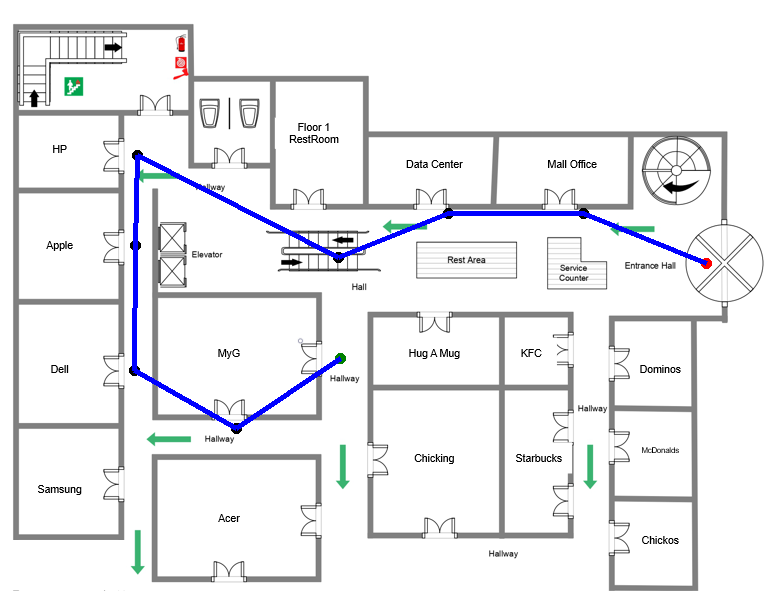 Floor 1
RestRoom
HP
Data Center
Mall Office
Hallway
Apple
Elevator
Rest Area
Service
Counter
Entrance Hall
Hall
MyG
Hug A Mug
KFC
Dell
Hallway
Dominos
Hallway
Hallway
Samsung
Chicking
Starbucks
McDonalds
Acer
Chickos
Hallway